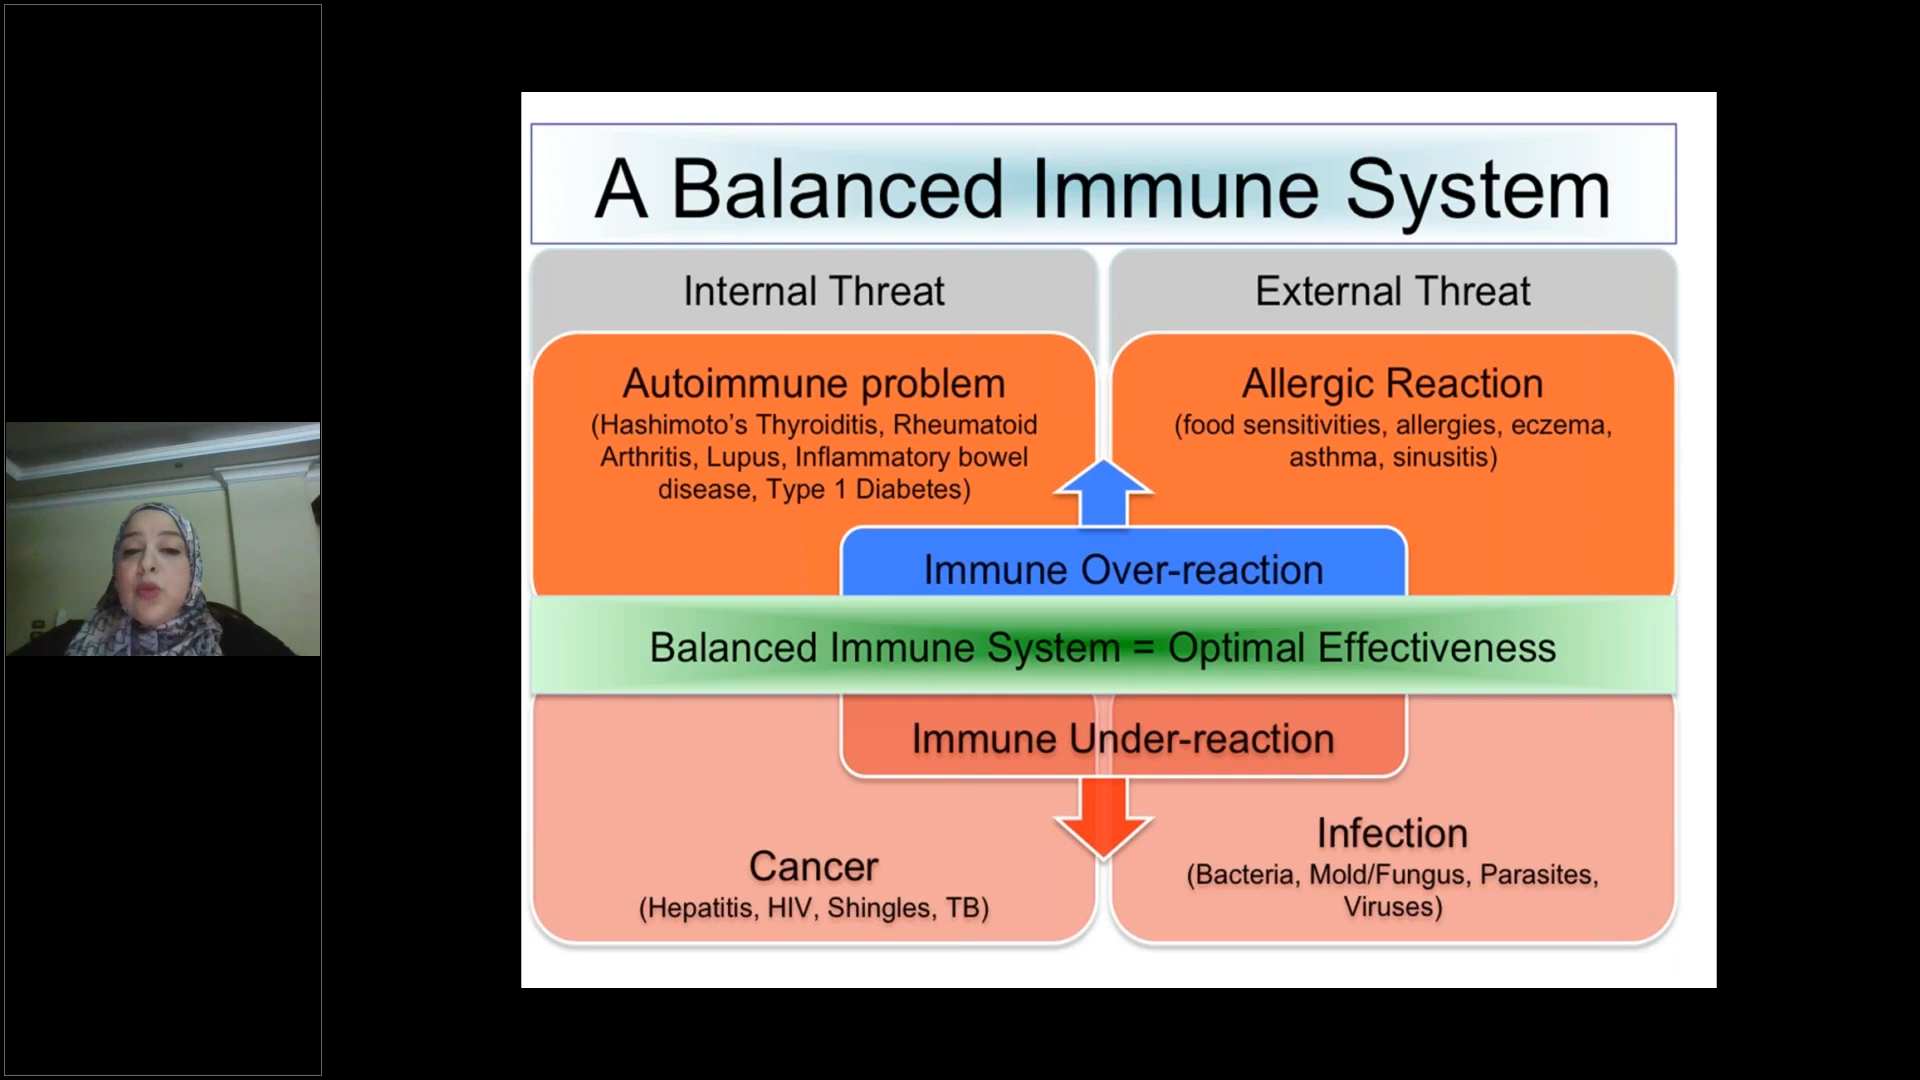 A Balanced Immune System
Internal Threat
External Threat
Autoimmune problem
(Hashimoto’s Thyroiditis, Rheumatoid
Arthritis, Lupus, Inflammatory bowel
disease, Type 1 Diabetes)
Allergic Reaction
(food sensitivities, allergies, eczema,
asthma, sinusitis)
Immune Over-reaction
Balanced Immune System = Optimal Effectiveness
Immune Under-reaction
Cancer
(Hepatitis, HIV, Shingles, TB)
Infection
(Bacteria, Mold/Fungus, Parasites,
Viruses)